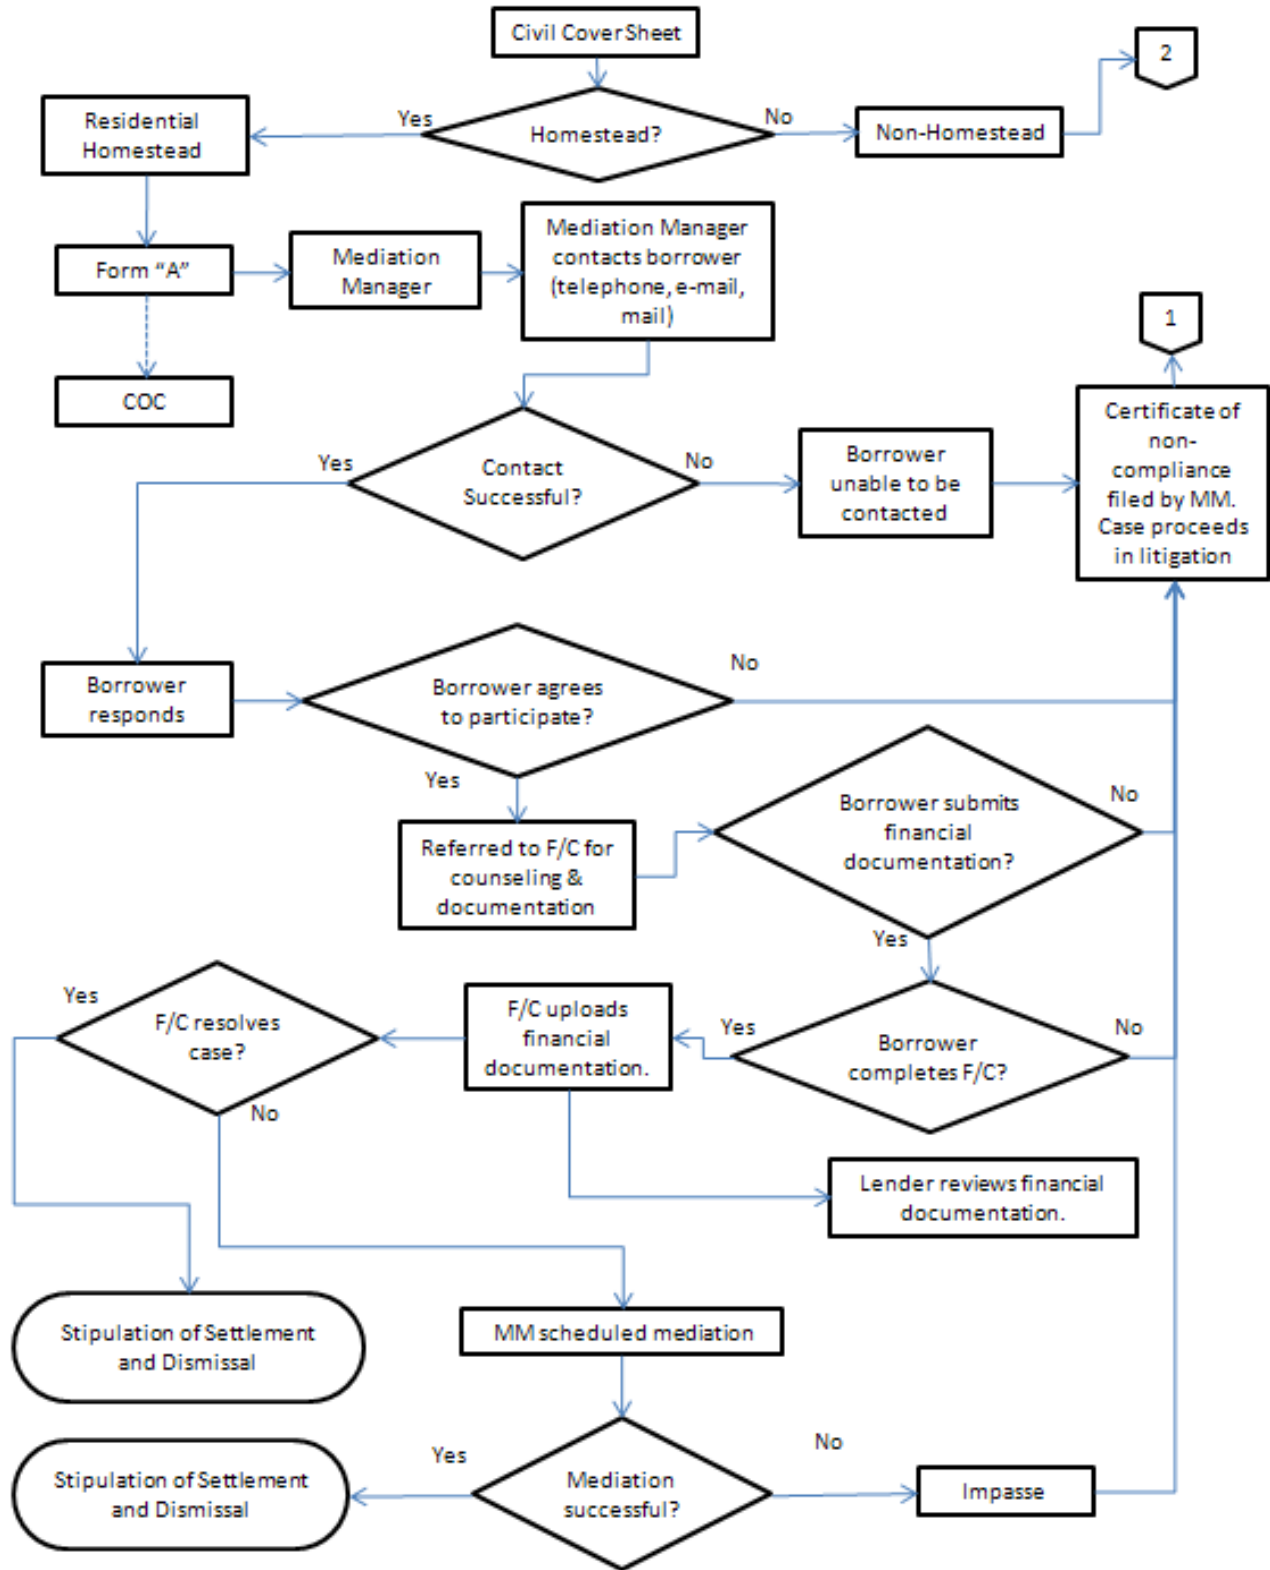 Civil Cover Sheet
2
Residential
Homestead
Yes
Homestead?
No
Non-Homestead
Form “A”
Mediation
Manager
Mediation Manager
contacts borrower
(telephone, e-mail,
mail)
1
COC
Yes
Contact
Successful?
No
Borrower
unable to be
contacted
Certificate of
non-
compliance
filed by MM.
Case proceeds
in litigation
Borrower
responds
Borrower agrees
to participate?
No
Yes
Referred to F/C for
counseling &
documentation
Borrower submits
financial
documentation?
No
Yes
Yes
F/C resolves
case?
No
F/C uploads
financial
documentation.
Yes
Borrower
completes F/C?
No
Lender reviews financial
documentation.
Stipulation of Settlement
and Dismissal
MM scheduled mediation
Stipulation of Settlement
and Dismissal
Yes
Mediation
successful?
No
Impasse